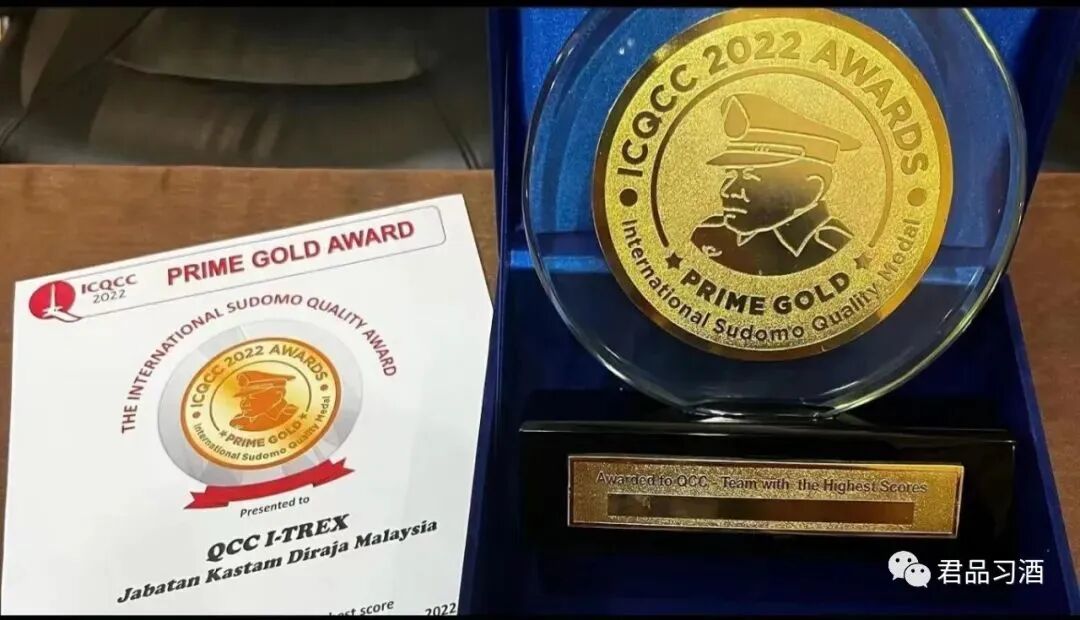 ICQCC
2022
PRIME GOLD AWARD
THE INTERNATIONAL SUDOMO QUALITY AWARD
ICQCC 2022 AWARDS
PRIME GOLD
International Sudomo Quality Medal
Presented to
QCC I-TREX
Jabatan Kastam Diraja Malaysia
score
2022
ICQCC 2022 AWARDS
PRIME GOLD
International Sudomo Quality Medal
Awarded to QCC - Team with the Highest Scores
君品习酒